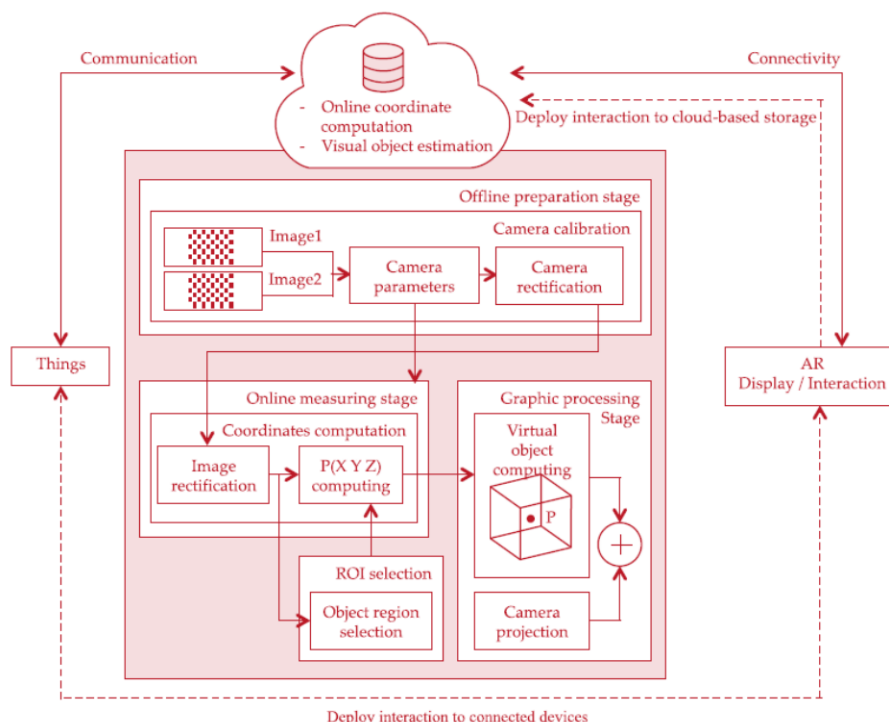 Communication
Connectivity
- Online coordinate
computation
- Visual object estimation
Deploy interaction to cloud-based storage
Offline preparation stage
Camera calibration
Image1
Image2
Camera
parameters
Camera
rectification
Things
AR
Display / Interaction
Online measuring stage
Coordinates computation
Image
rectification
P(X Y Z)
computing
Graphic processing
Stage
Virtual
object
computing
P
+
ROI selection
Object region
selection
Camera
projection
Deploy interaction to connected devices